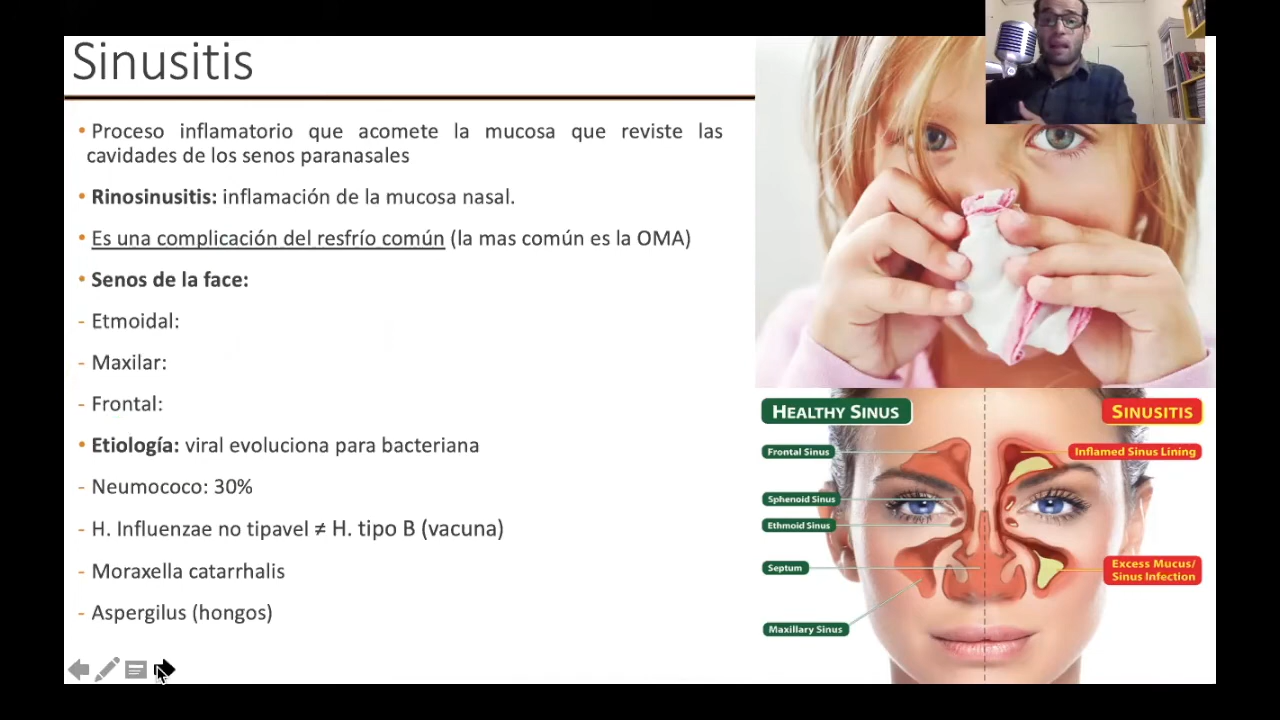 Sinusitis
• Proceso inflamatorio que acomete la mucosa que reviste las
cavidades de los senos paranasales
• Rinosinusitis: inflamación de la mucosa nasal.
• Es una complicación del resfrío común (la mas común es la OMA)
• Senos de la face:
- Etmoidal:
- Maxilar:
- Frontal:
• Etiología: viral evoluciona para bacteriana
- Neumococo: 30%
- H. Influenzae no tipavel ≠ H. tipo B (vacuna)
- Moraxella catarrhalis
- Aspergilus (hongos)
HEALTHY SINUS
SINUSITIS
Frontal Sinus
Inflamed Sinus Lining
Sphenoid Sinus
Ethmoid Sinus
Septum
Excess Mucus/
Sinus Infection
Maxillary Sinus